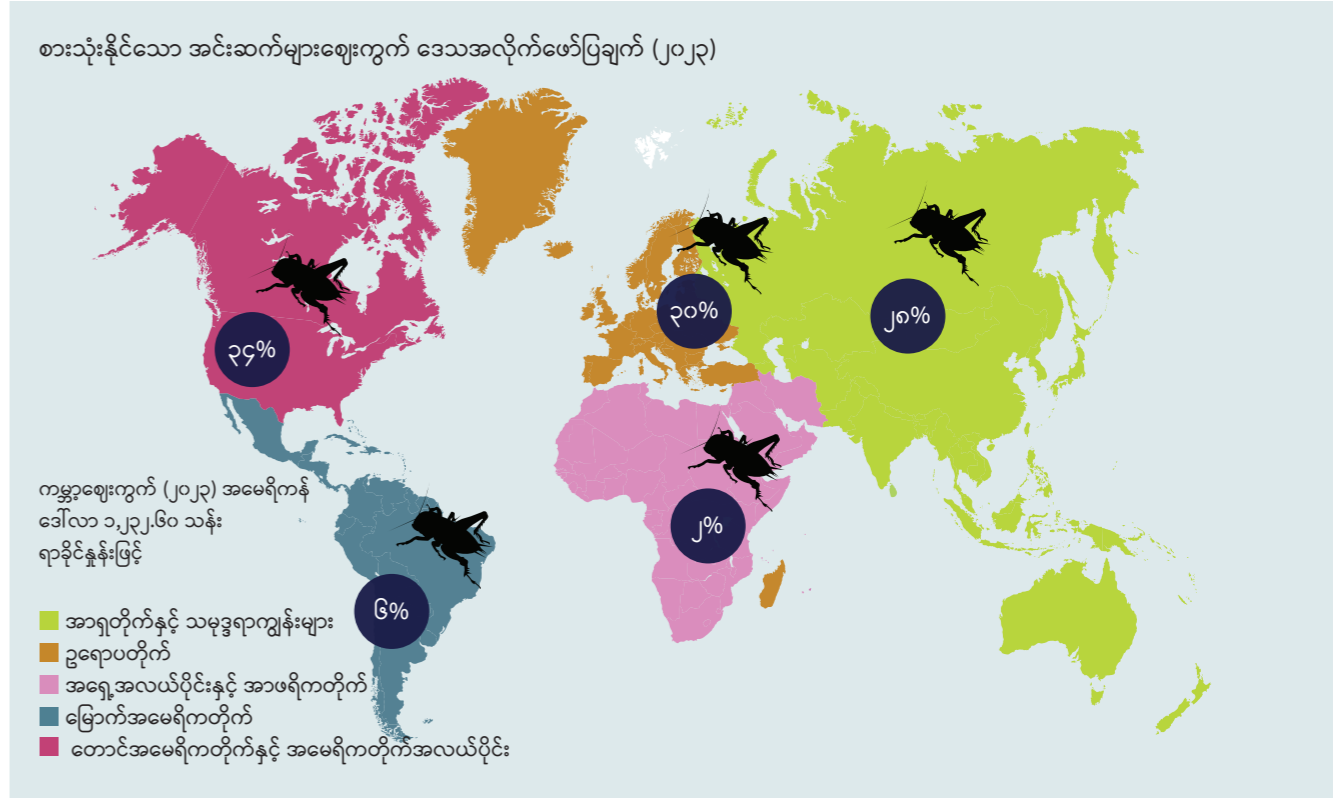 စားသုံးနိုင်သော အင်းဆက်များဈေးကွက် ဒေသအလိုက်ဖော်ပြချက် (၂၀၂၃)
၃၄%
၃၀%
၂၈%
၂%
၆%
ကမ္ဘာ့ဈေးကွက် (၂၀၂၃) အမေရိကန်
ဒေါ်လာ ၁,၂၃၂.၆၀ သန်း
ရာခိုင်နှုန်းဖြင့်
အာရှတိုက်နှင့် သမုဒ္ဒရာကျွန်းများ
ဥရောပတိုက်
အရှေ့အလယ်ပိုင်းနှင့် အာဖရိကတိုက်
မြောက်အမေရိကတိုက်
တောင်အမေရိကတိုက်နှင့် အမေရိကတိုက်အလယ်ပိုင်း